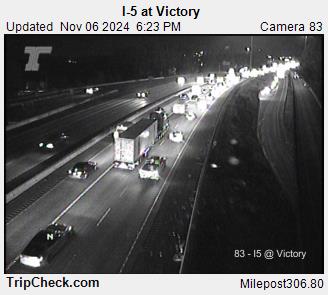 I-5 at Victory
Updated Nov 06 2024 6:23 PM Camera 83
T
N
83 - I5 @ Victory
TripCheck.com Milepost306.80